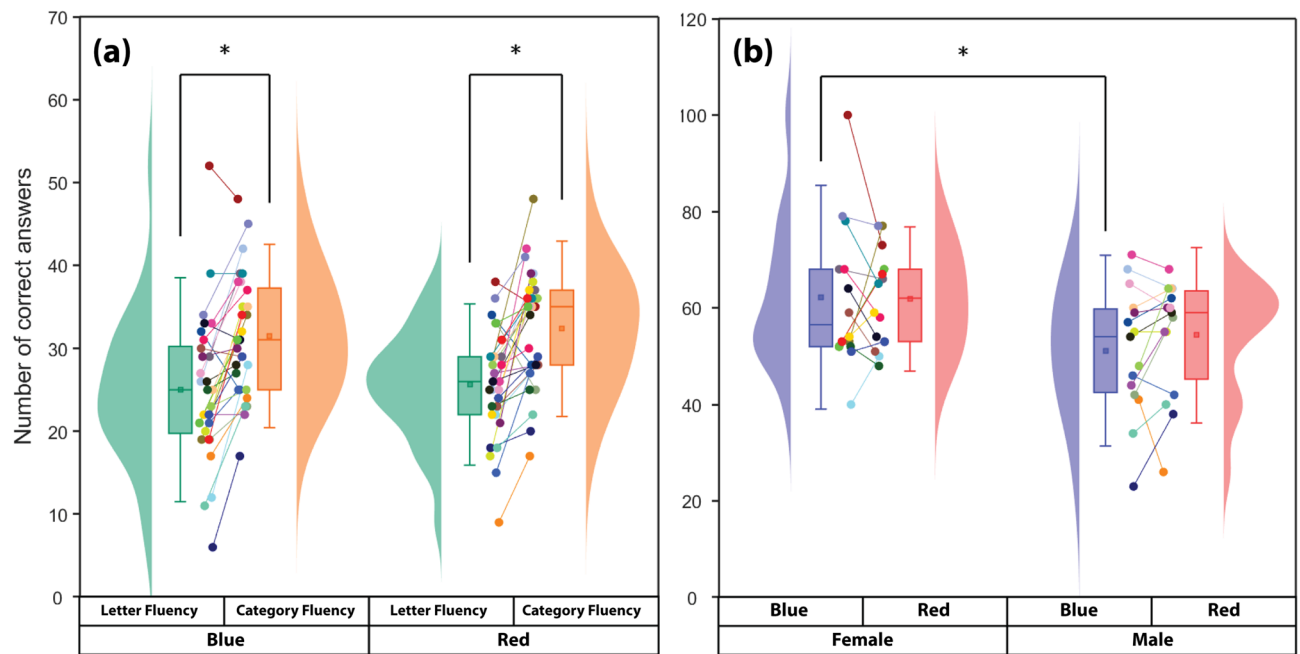 (a)
(b)
*
*
*
Number of correct answers
70
60
50
40
30
20
10
0
120
100
80
60
40
20
0
Letter Fluency
Category Fluency
Letter Fluency
Category Fluency
Blue
Red
Blue
Red
Blue
Red
Female
Male